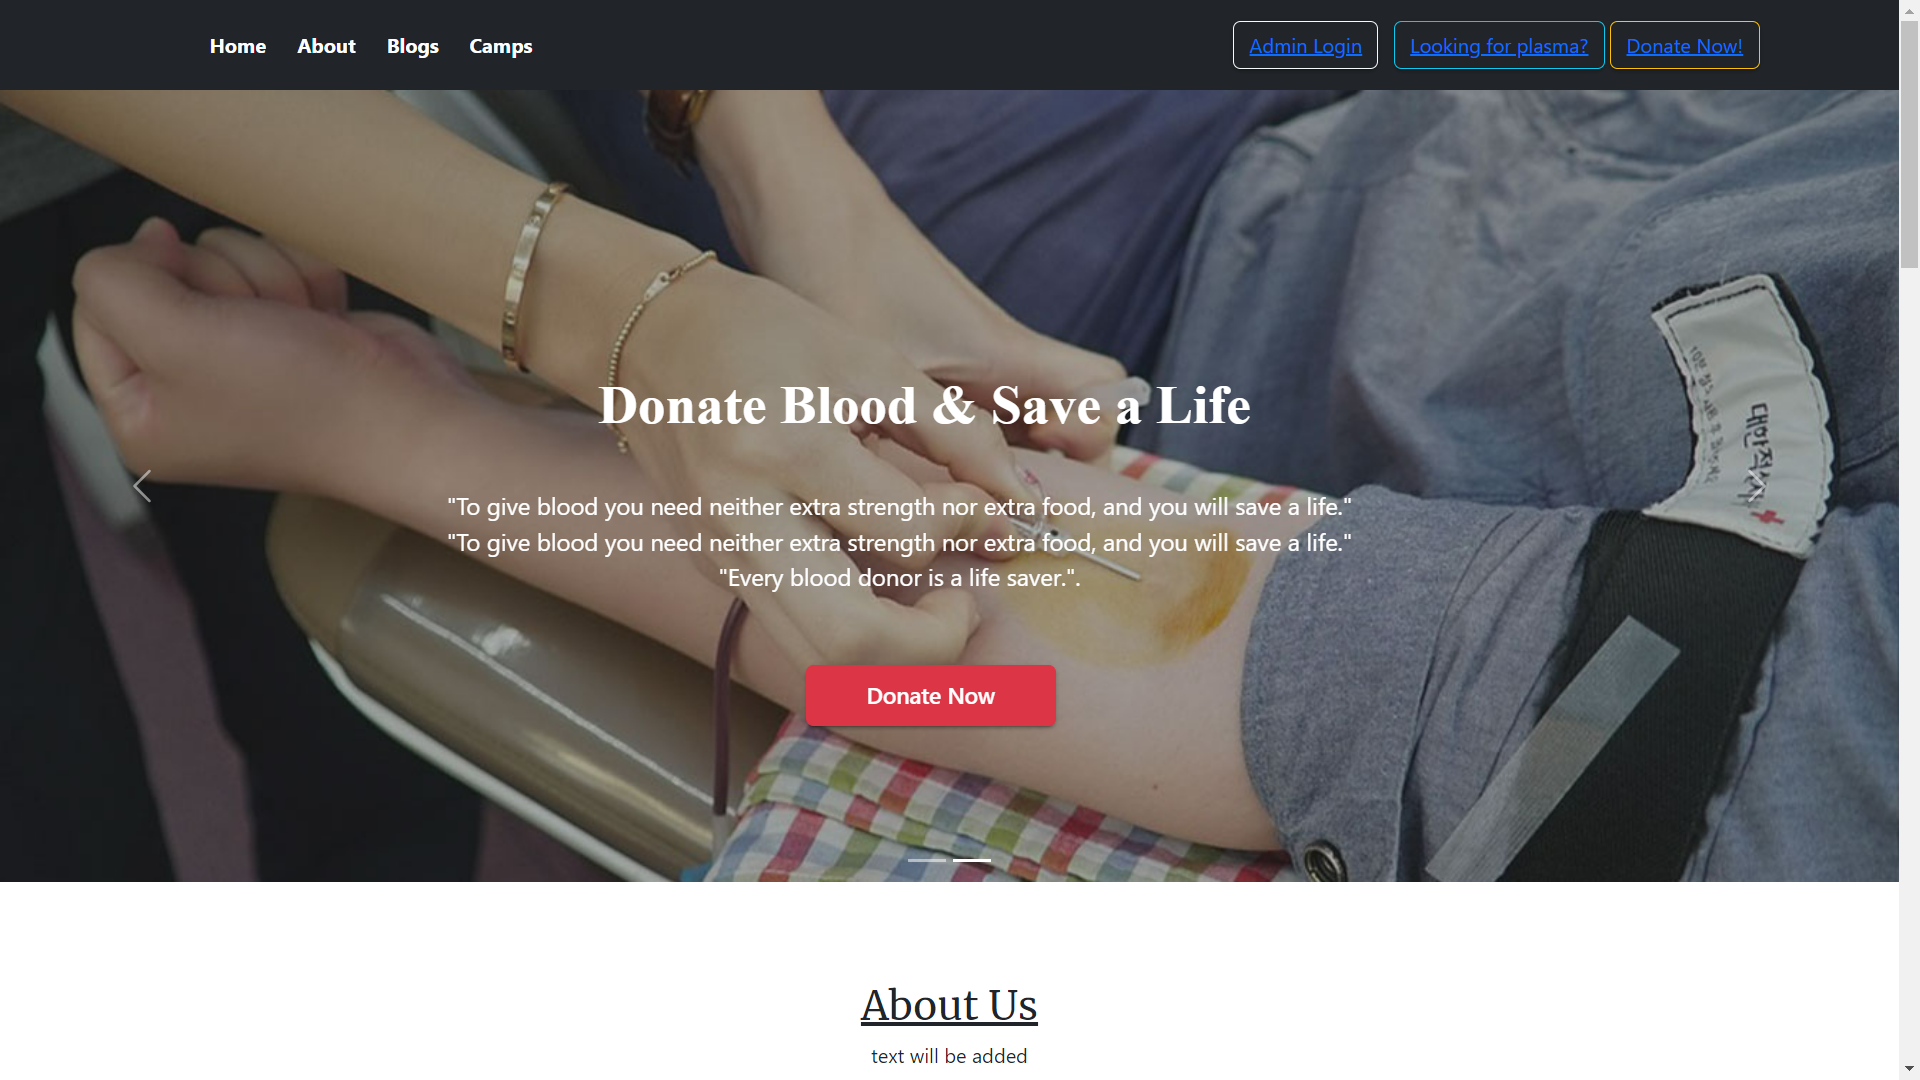 Home About Blogs Camps Admin Login Looking for plasma? Donate Now!
Donate Blood & Save a Life
"To give blood you need neither extra strength nor extra food, and you will save a life."
"To give blood you need neither extra strength nor extra food, and you will save a life."
"Every blood donor is a life saver.".
Donate Now
About Us
text will be added